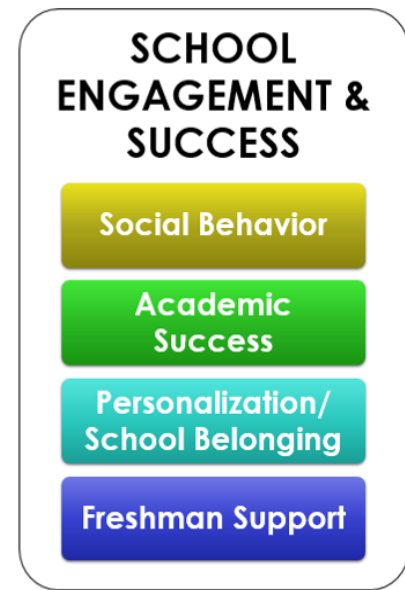 SCHOOL
ENGAGEMENT &
SUCCESS
Social Behavior
Academic
Success
Personalization/
School Belonging
Freshman Support